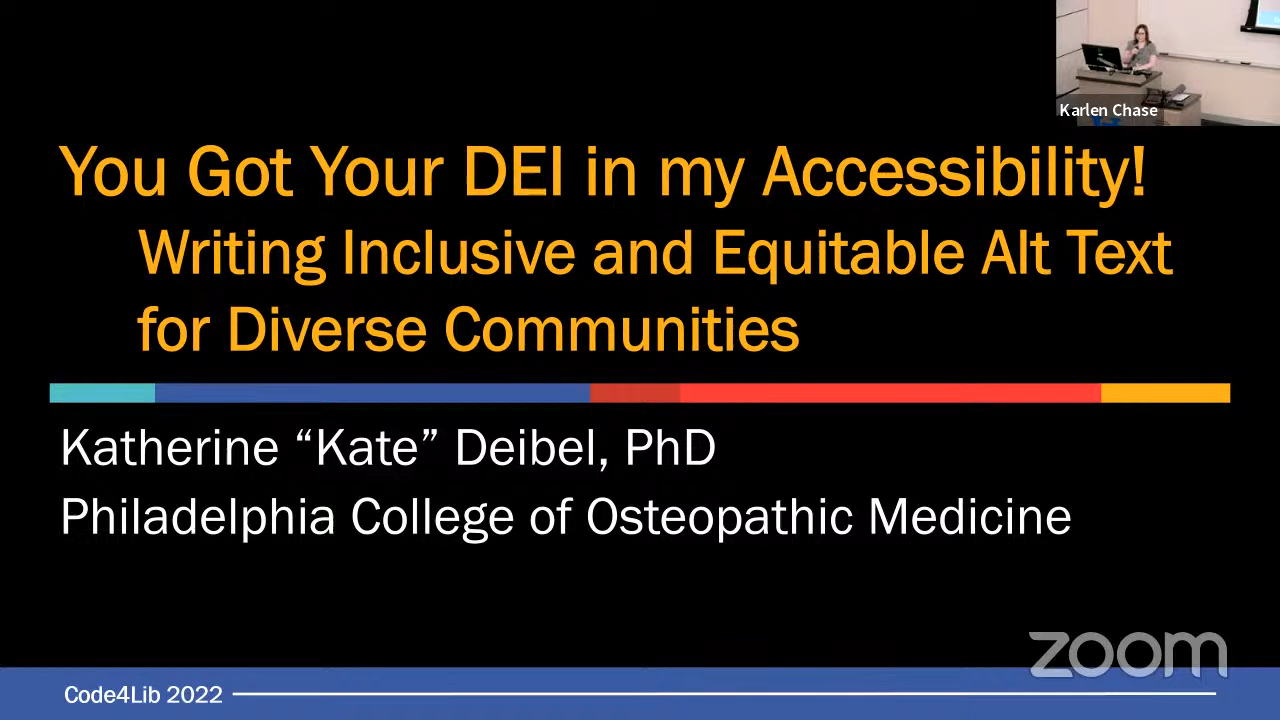 Karlen Chase
You Got Your DEI in my Accessibility!
Writing Inclusive and Equitable Alt Text
for Diverse Communities
Katherine “Kate” Deibel, PhD
Philadelphia College of Osteopathic Medicine
zoom
Code4Lib 2022